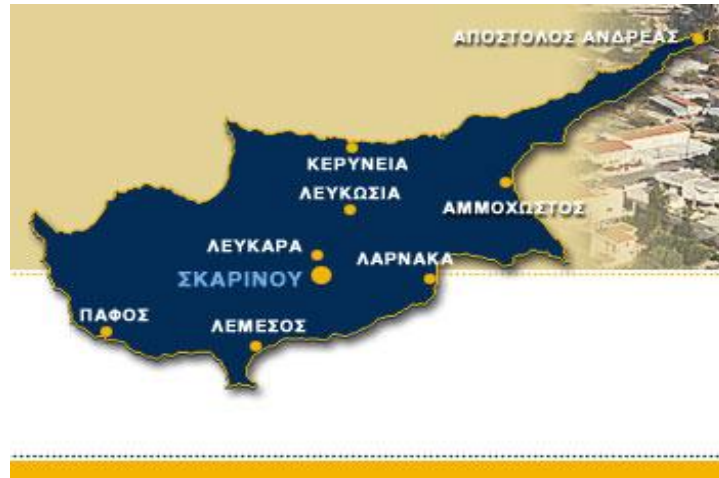 ΑΠΟΣΤΟΛΟΣ ΑΝΔΡΕΑΣ
ΚΕΡΥΝΕΙΑ
ΛΕΥΚΩΣΙΑ
ΑΜΜΟΧΩΣΤΟΣ
ΛΕΥΚΑΡΑ
ΛΑΡΝΑΚΑ
ΣΚΑΡΙΝΟΥ
ΠΑΦΟΣ
ΛΕΜΕΣΟΣ